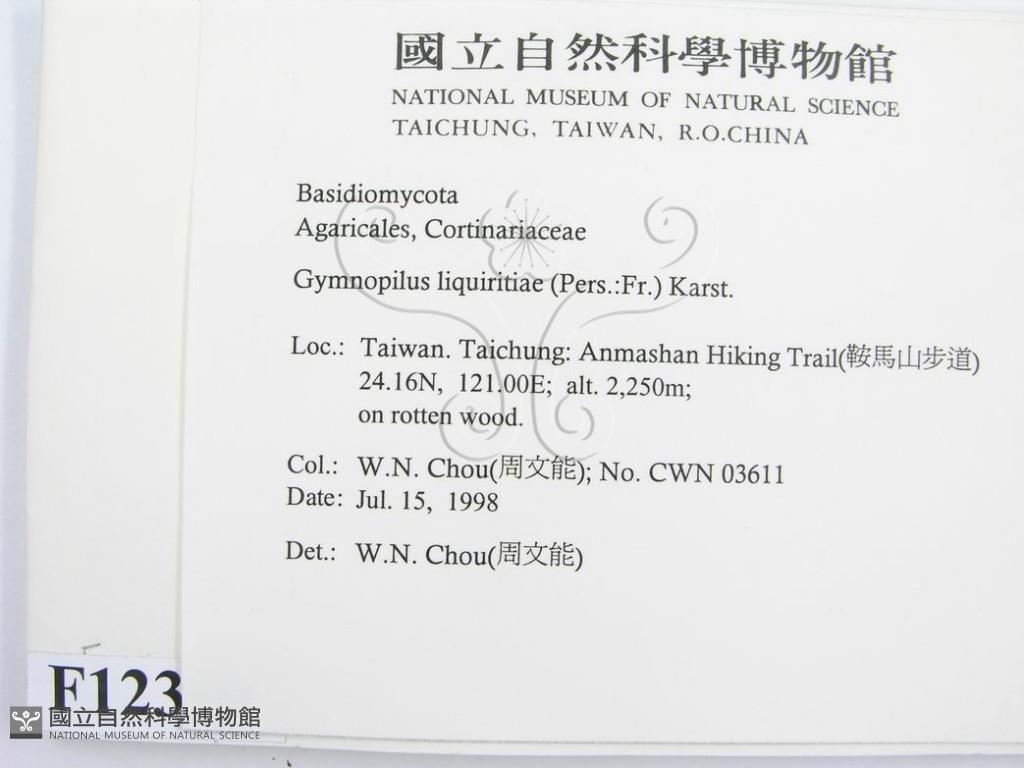 國立自然科學博物館
NATIONAL MUSEUM OF NATURAL SCIENCE
TAICHUNG, TAIWAN, R.O.CHINA
Basidiomycota
Agaricales, Cortinariaceae
Gymnopilus liquiritiae (Pers.:Fr.) Karst.
Loc.: Taiwan. Taichung: Anmashan Hiking Trail(鞍馬山步道)
24.16N, 121.00E; alt. 2,250m;
on rotten wood.
Col.: W.N. Chou(周文能); No. CWN 03611
Date: Jul. 15, 1998
Det.: W.N. Chou(周文能)
F123
國立自然科學博物館
NATIONAL MUSEUM OF NATURAL SCIENCE